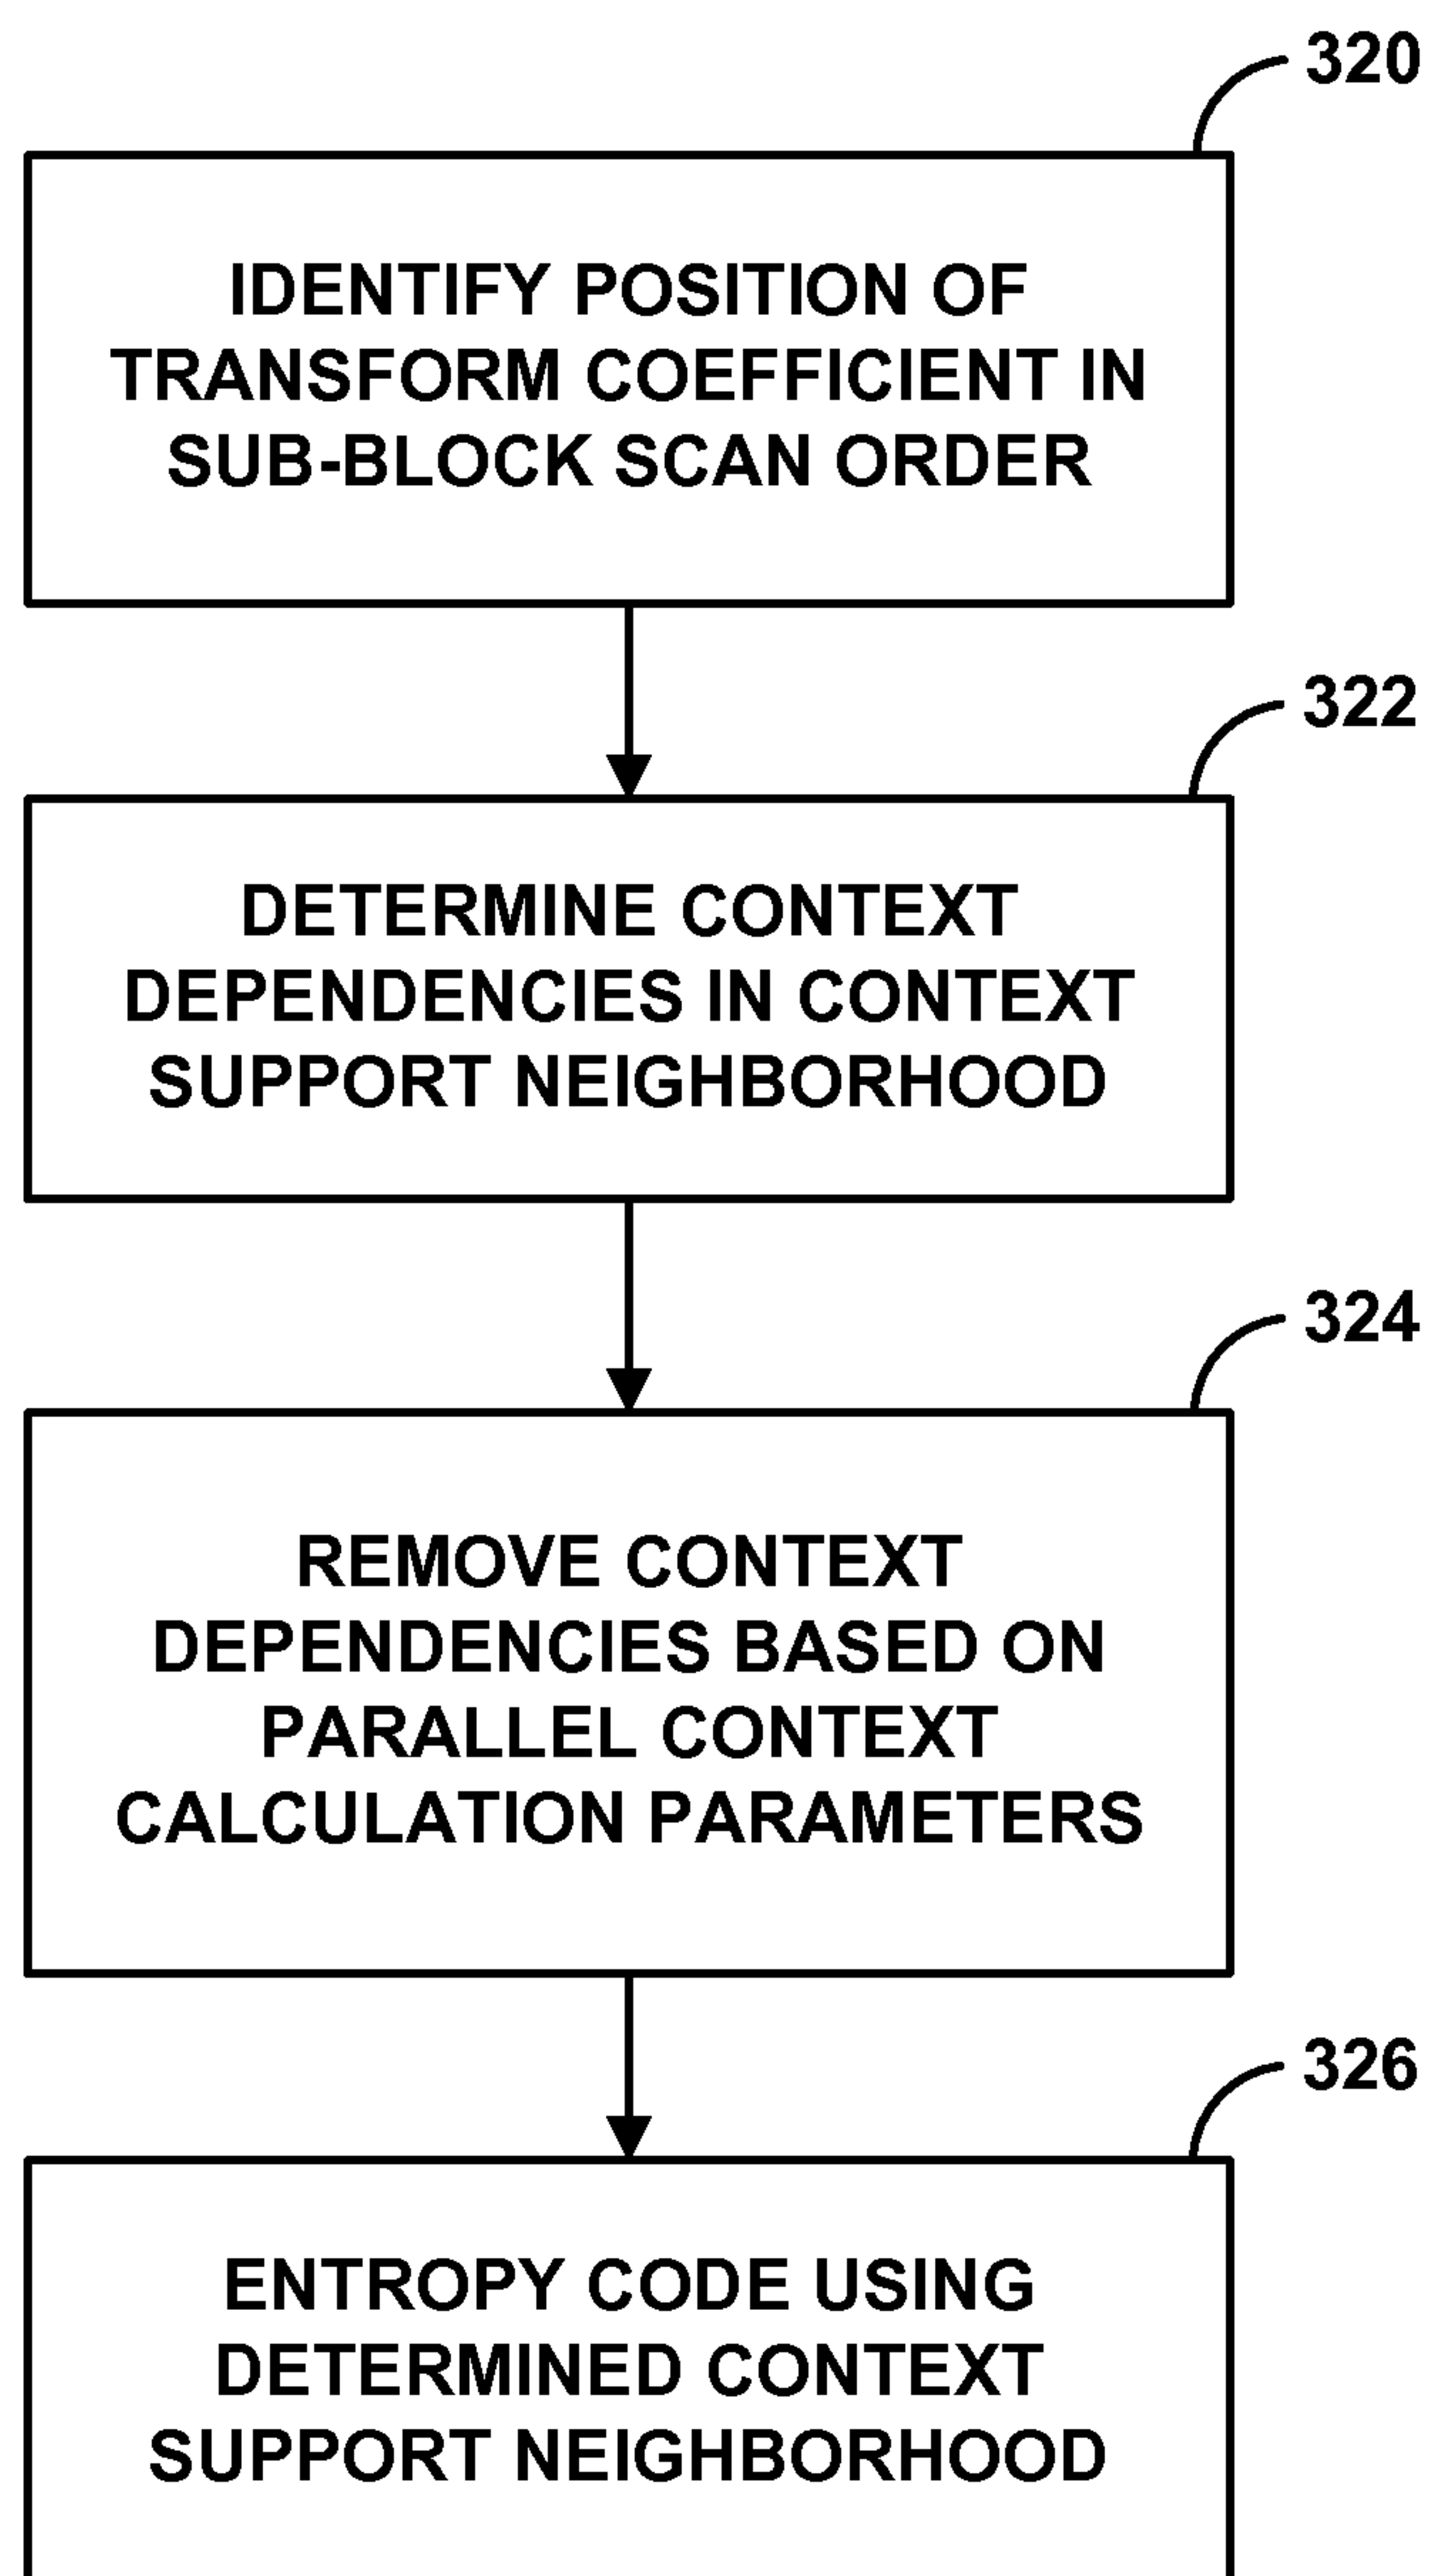 320
IDENTIFY POSITION OF
TRANSFORM COEFFICIENT IN
SUB-BLOCK SCAN ORDER
322
DETERMINE CONTEXT
DEPENDENCIES IN CONTEXT
SUPPORT NEIGHBORHOOD
324
REMOVE CONTEXT
DEPENDENCIES BASED ON
PARALLEL CONTEXT
CALCULATION PARAMETERS
326
ENTROPY CODE USING
DETERMINED CONTEXT
SUPPORT NEIGHBORHOOD